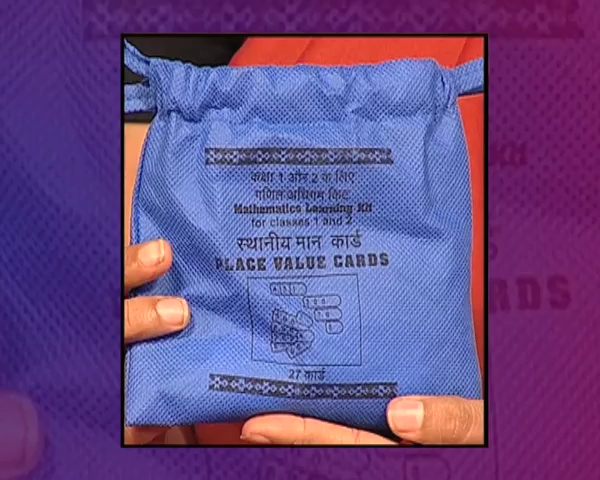 कक्षा 1 और 2 के लिए
गणित अधिगम किट
Mathematics Learning Kit
for classes 1 and 2
स्थानीय मान कार्ड
PLACE VALUE CARDS
27 कार्ड